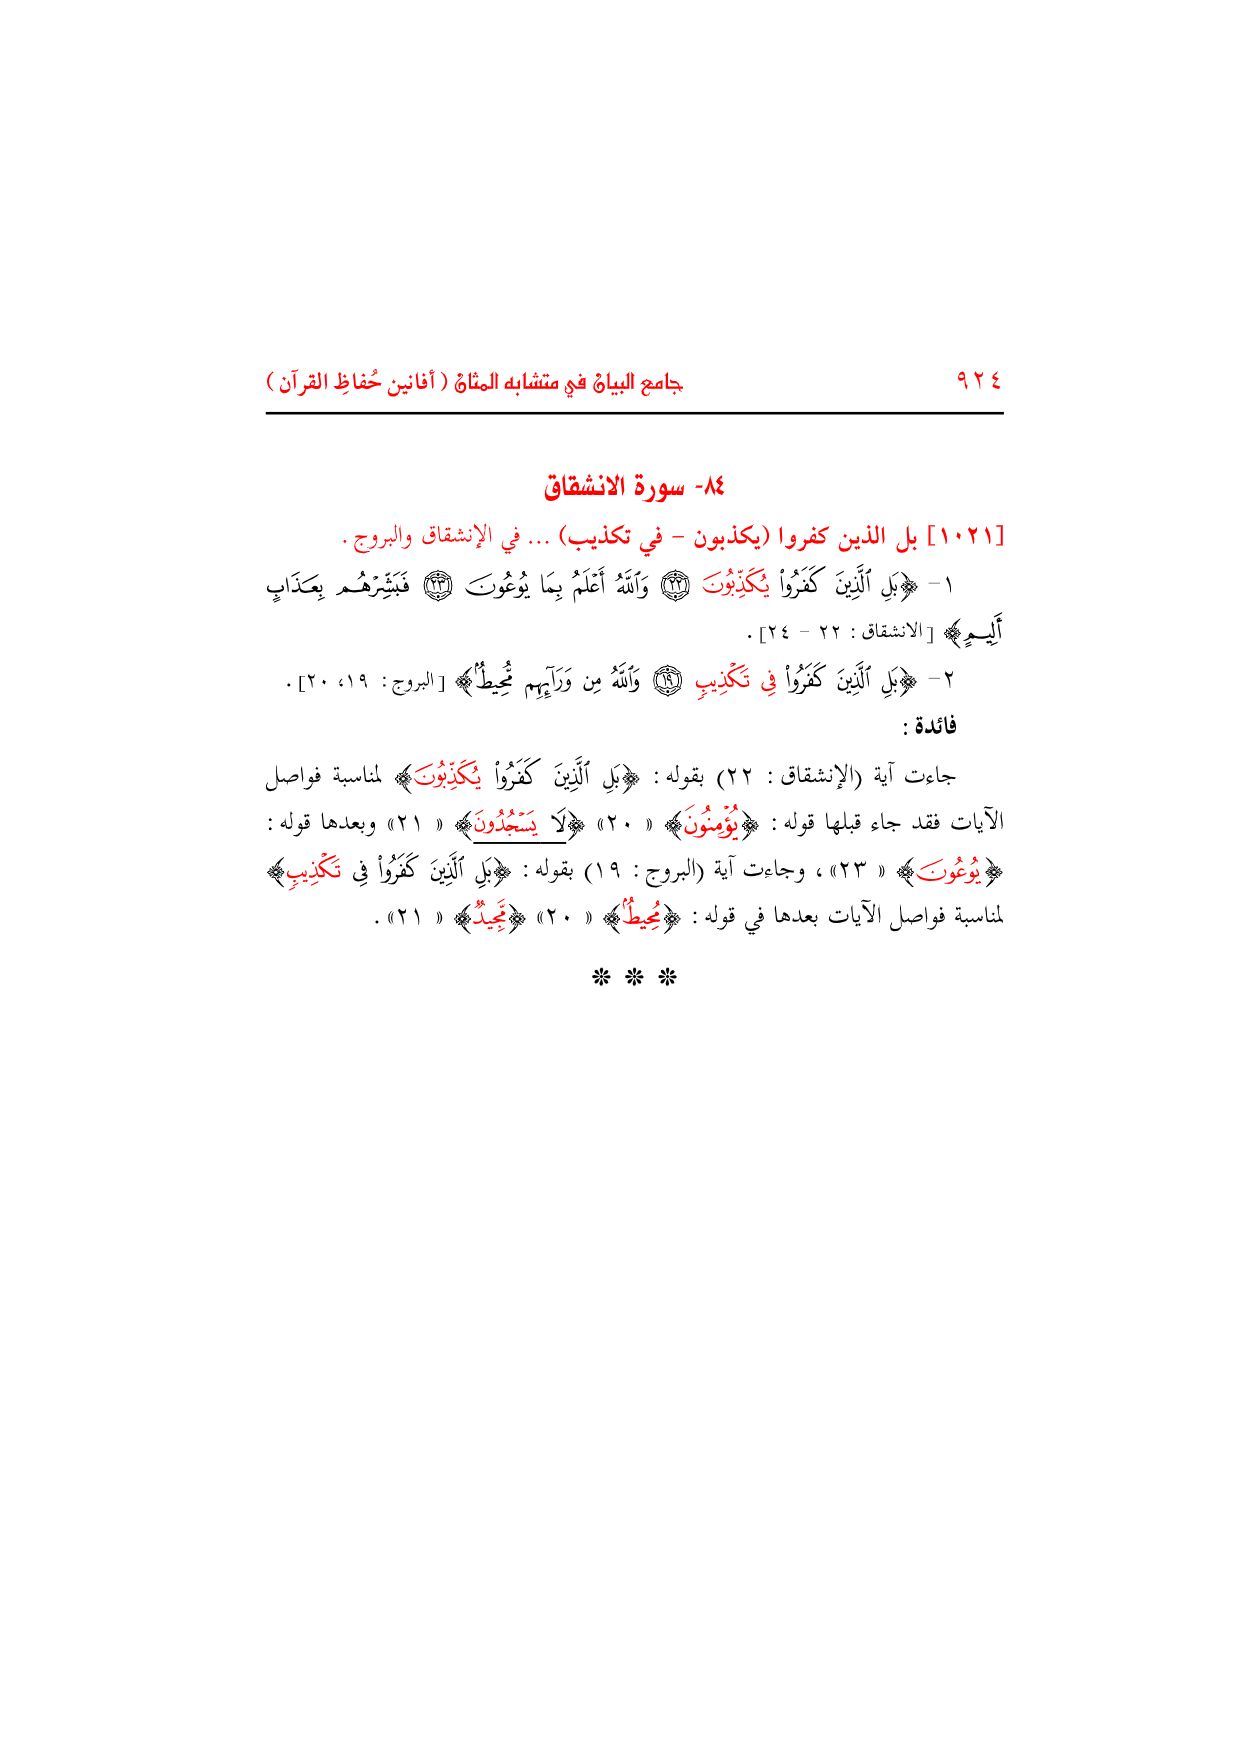 ٩٢٤ جامع البيان في متشابه المثان ( أفانين حُفاظِ القرآن )
٨٤- سورة الانشقاق
[١٠٢١] بل الذين كفروا (يكذبون – في تكذيب) ... في الإنشقاق والبروج .
١– ﴿بَلِ ٱلَّذِينَ كَفَرُوا۟ يُكَذِّبُونَ ٢٢ وَٱللَّهُ أَعْلَمُ بِمَا يُوعُونَ ٢٣ فَبَشِّرْهُم بِعَذَابٍ
أَلِيمٍ﴾ [الانشقاق : ٢٢ – ٢٤] .
٢– ﴿بَلِ ٱلَّذِينَ كَفَرُوا۟ فِى تَكْذِيبٍ ١٩ وَٱللَّهُ مِن وَرَآئِهِم مُّحِيطٌ﴾ [البروج : ١٩، ٢٠] .
فائدة :
جاءت آية (الإنشقاق : ٢٢) بقوله : ﴿بَلِ ٱلَّذِينَ كَفَرُوا۟ يُكَذِّبُونَ﴾ لمناسبة فواصل
الآيات فقد جاء قبلها قوله : ﴿يُؤْمِنُونَ﴾ « ٢٠» ﴿لَا يَسْجُدُونَ﴾ « ٢١» وبعدها قوله :
﴿يُوعُونَ﴾ « ٢٣» ، وجاءت آية (البروج : ١٩) بقوله : ﴿بَلِ ٱلَّذِينَ كَفَرُوا۟ فِى تَكْذِيبٍ﴾
لمناسبة فواصل الآيات بعدها في قوله : ﴿مُحِيطٌ﴾ « ٢٠» ﴿مَّجِيدٌ﴾ « ٢١» .